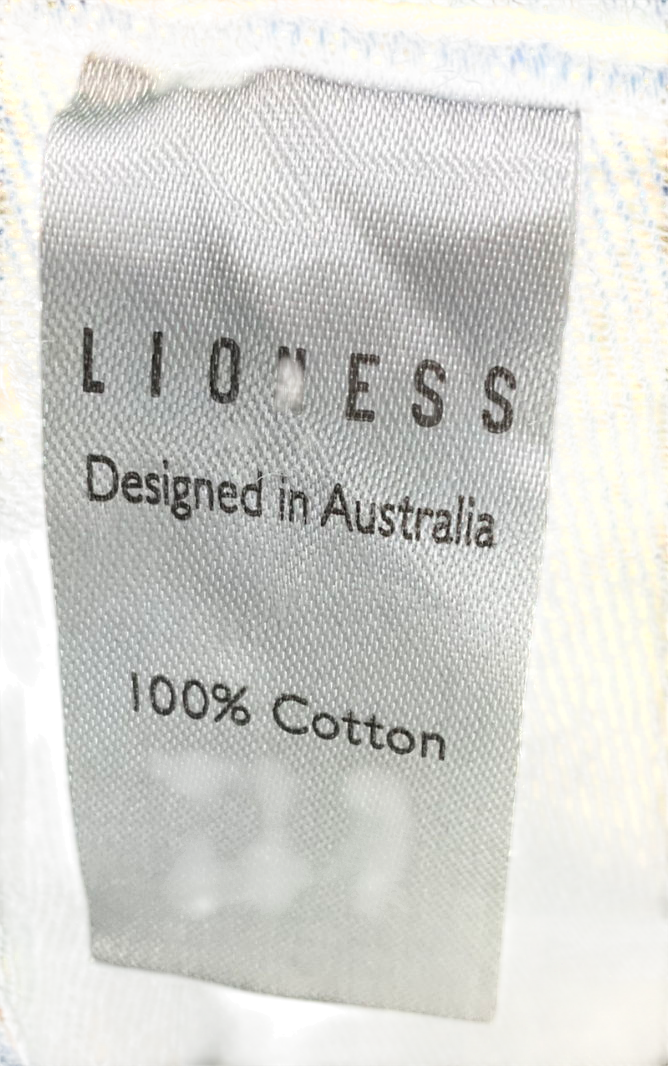 LIONESS
Designed in Australia
100% Cotton